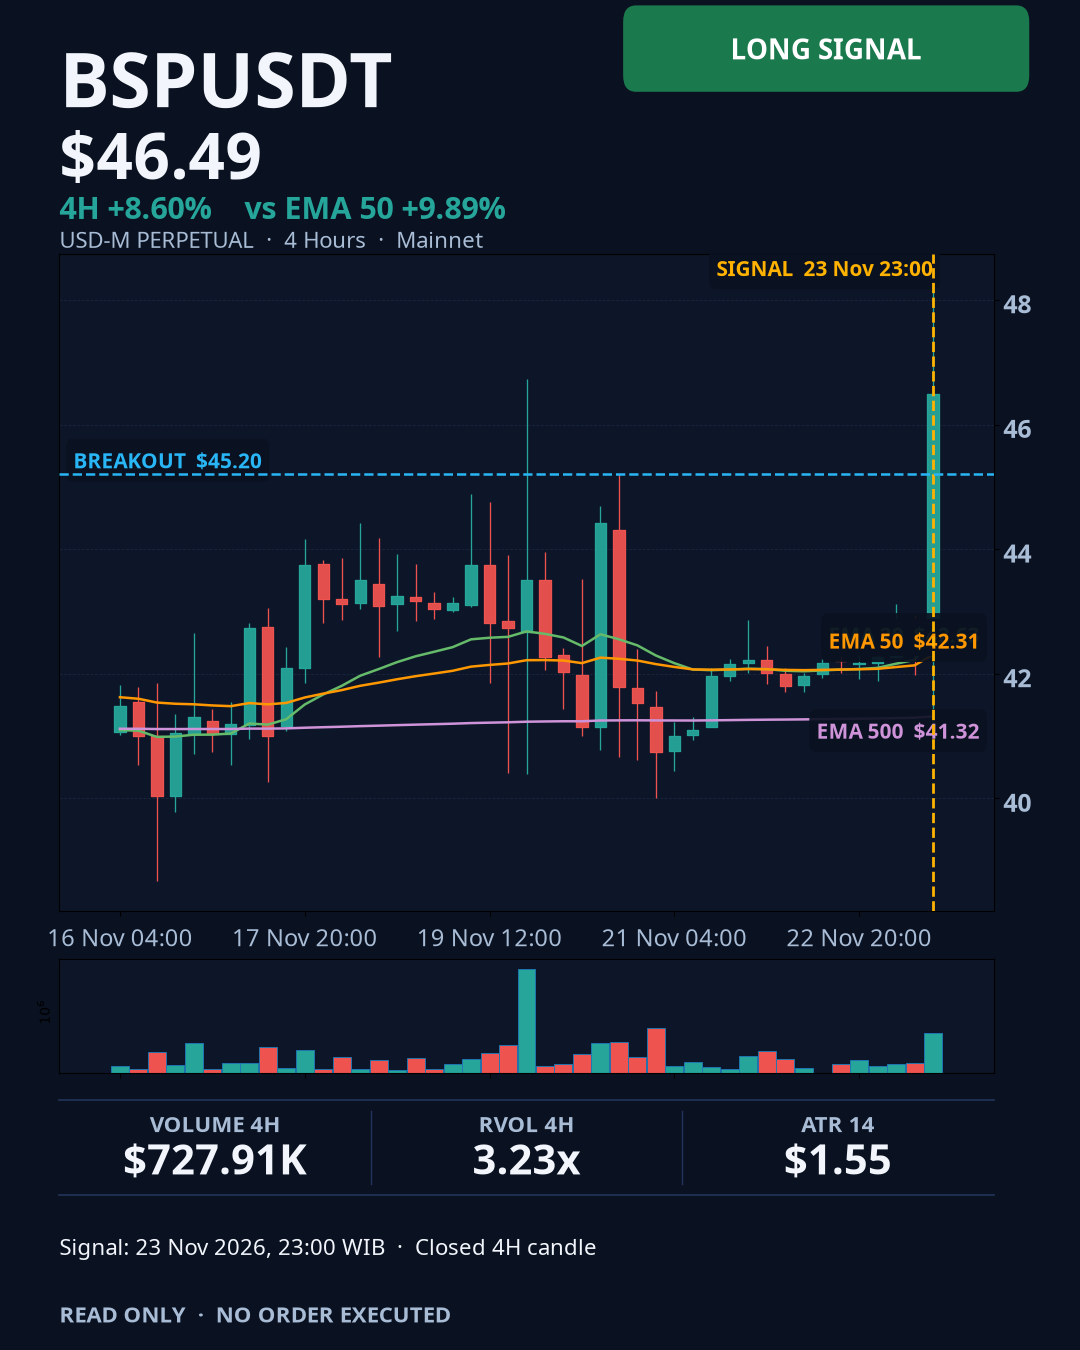 LONG SIGNAL
BSPUSDT
$46.49
4H +8.60% vs EMA 50 +9.89%
USD-M PERPETUAL · 4 Hours · Mainnet
SIGNAL 23 Nov 23:00
48
46
BREAKOUT $45.20
44
EMA 50 $42.31
42
EMA 500 $41.32
40
16 Nov 04:00 17 Nov 20:00 19 Nov 12:00 21 Nov 04:00 22 Nov 20:00
10⁶
VOLUME 4H RVOL 4H ATR 14
$727.91K 3.23x $1.55
Signal: 23 Nov 2026, 23:00 WIB · Closed 4H candle
READ ONLY · NO ORDER EXECUTED